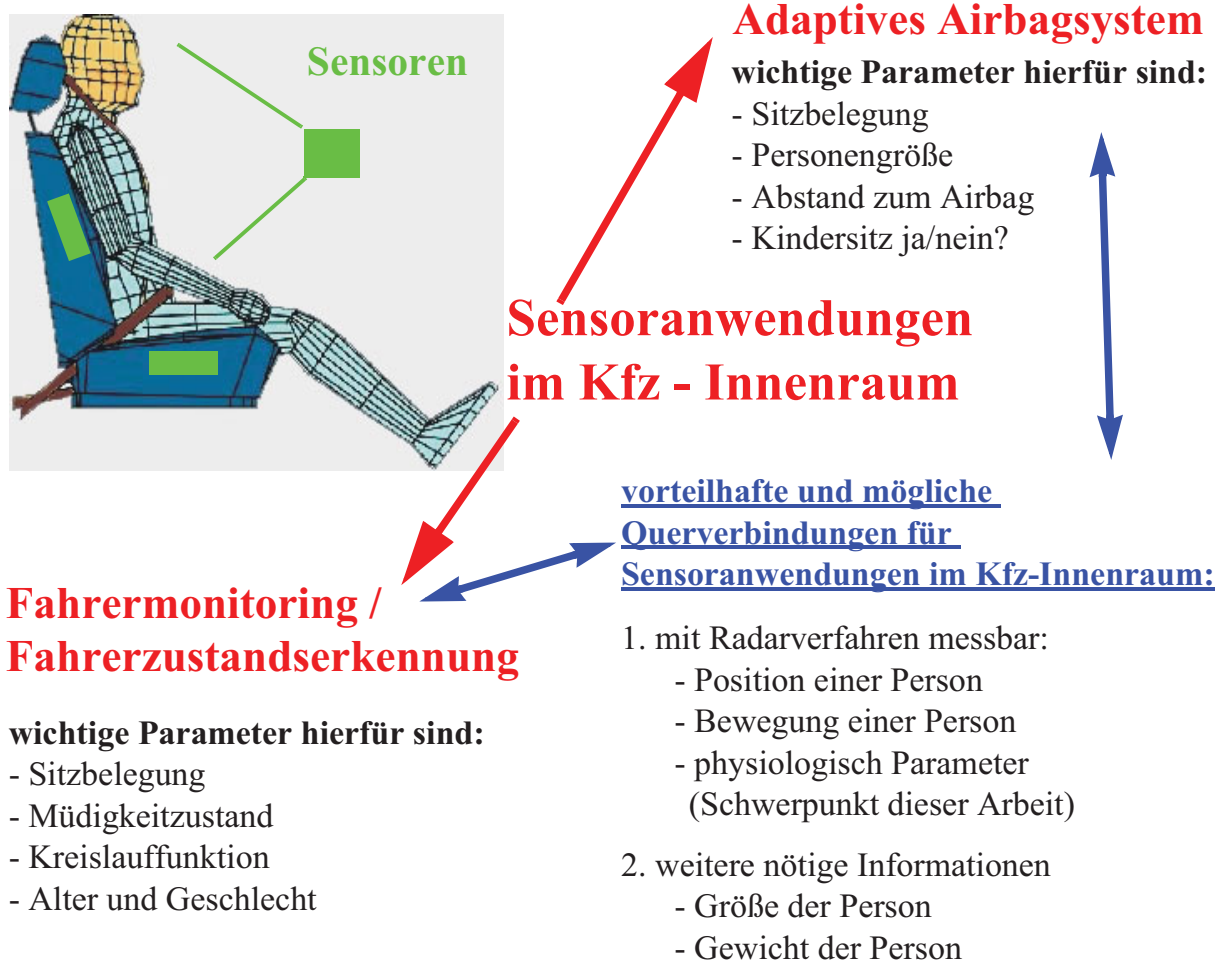 Sensoren
Adaptives Airbagsystem
wichtige Parameter hierfür sind:
- Sitzbelegung
- Personengröße
- Abstand zum Airbag
- Kindersitz ja/nein?
Sensoranwendungen
im Kfz - Innenraum
Fahrermonitoring /
Fahrerzustandserkennung
wichtige Parameter hierfür sind:
- Sitzbelegung
- Müdigkeitzustand
- Kreislauffunktion
- Alter und Geschlecht
vorteilhafte und mögliche
Querverbindungen für
Sensoranwendungen im Kfz-Innenraum:
1. mit Radarverfahren messbar:
- Position einer Person
- Bewegung einer Person
- physiologisch Parameter
(Schwerpunkt dieser Arbeit)
2. weitere nötige Informationen
- Größe der Person
- Gewicht der Person